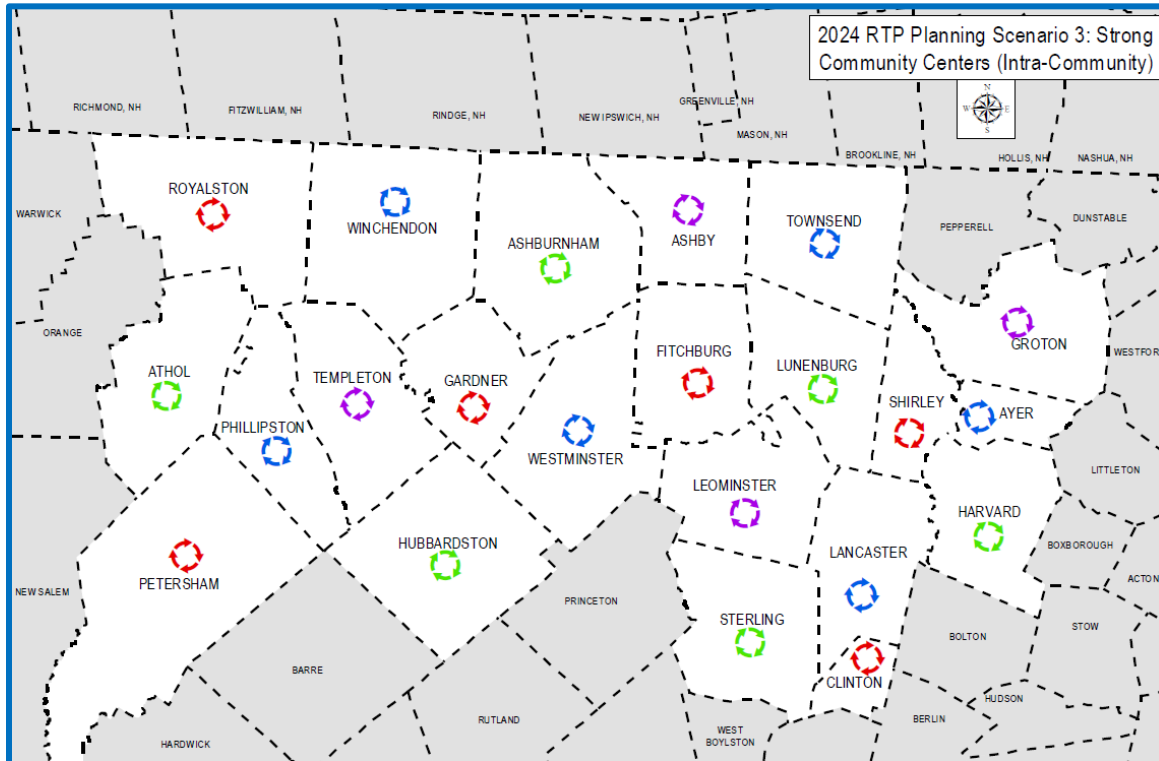 2024 RTP Planning Scenario 3: Strong
Community Centers (Intra-Community)
N
W E
S
RICHMOND, NH
FITZWILLIAM, NH
RINDGE, NH
NEW IPSWICH, NH
GREENVILLE, NH
MASON, NH
BROOKLINE, NH
HOLLIS, NH
NASHUA, NH
WARWICK
ROYALSTON
WINCHENDON
ASHBURNHAM
ASHBY
TOWNSEND
PEPPERELL
DUNSTABLE
ORANGE
ATHOL
PHILLIPSTON
TEMPLETON
GARDNER
WESTMINSTER
FITCHBURG
LUNENBURG
SHIRLEY
AYER
GROTON
WESTFOR
LITTLETON
LEOMINSTER
HARVARD
BOXBOROUGH
ACTON
NEW SALEM
PETERSHAM
HUBBARDSTON
PRINCETON
LANCASTER
STERLING
CLINTON
BOLTON
STOW
HUDSON
BERLIN
BARRE
RUTLAND
HARDWICK
WEST
BOYLSTON